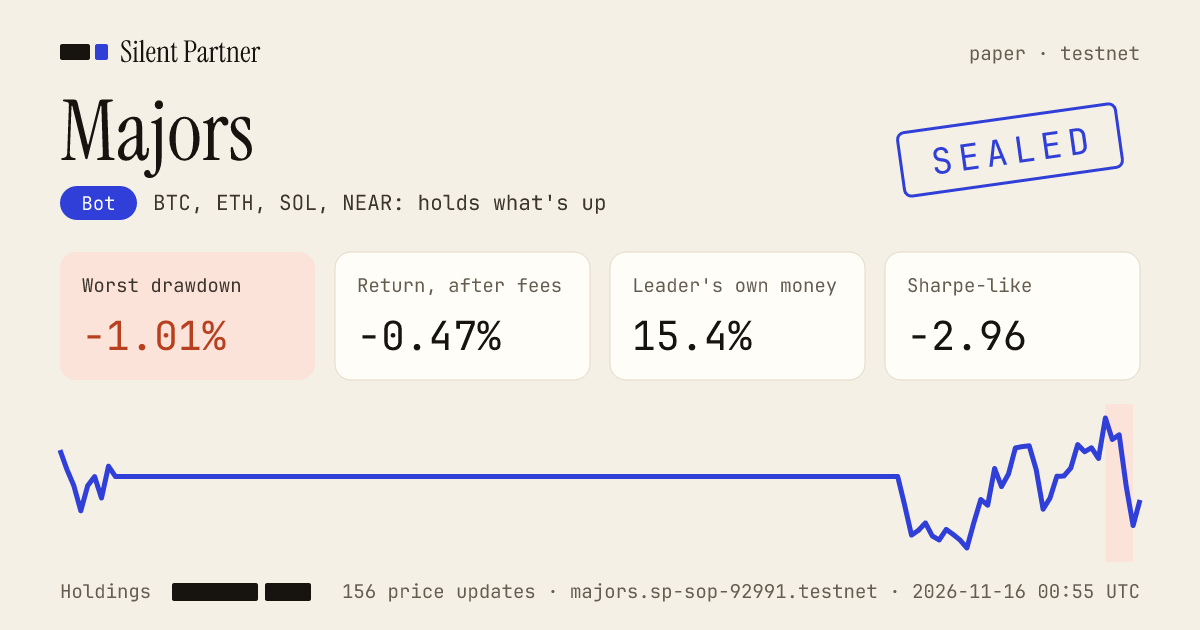 Silent Partner
paper · testnet
Majors
SEALED
Bot
BTC, ETH, SOL, NEAR: holds what's up
Worst drawdown
-1.01%
Return, after fees
-0.47%
Leader's own money
15.4%
Sharpe-like
-2.96
Holdings
156 price updates · majors.sp-sop-92991.testnet · 2026-11-16 00:55 UTC